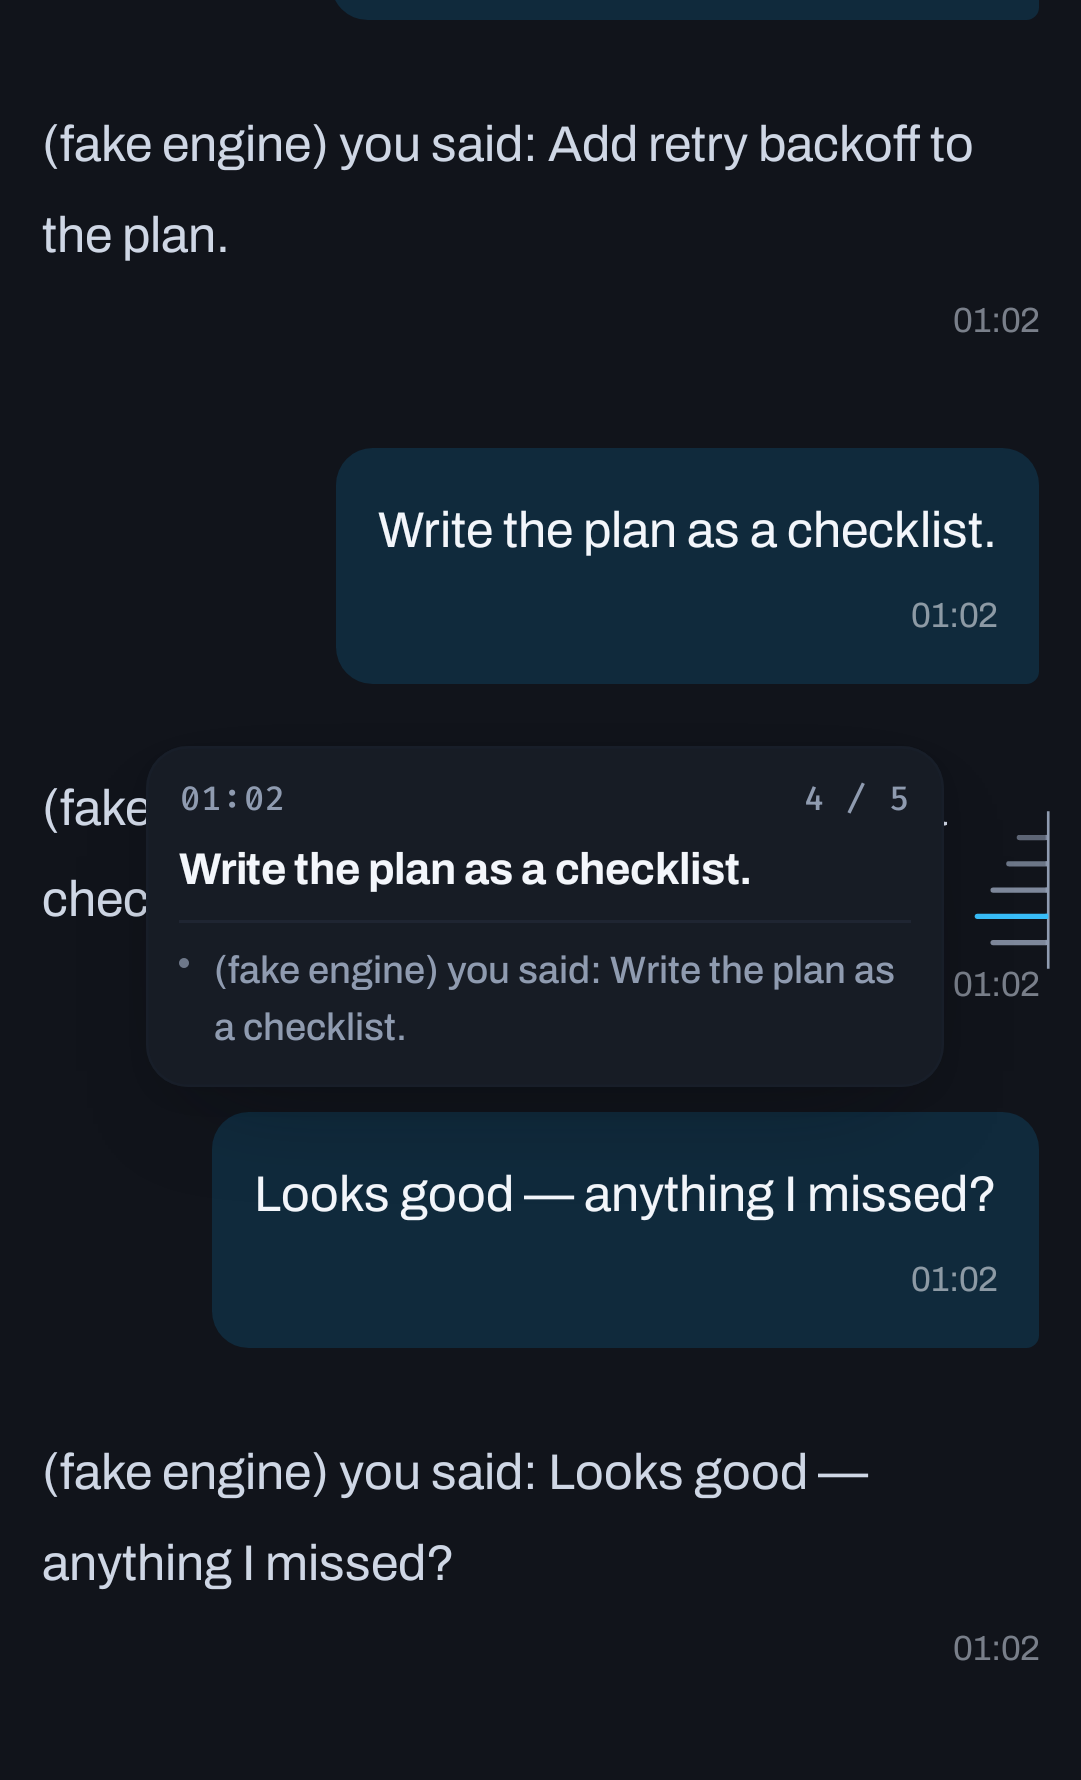 (fake engine) you said: Add retry backoff to
the plan.
01:02
Write the plan as a checklist.
01:02
(fake
chec
01:02
4 / 5
Write the plan as a checklist.
• (fake engine) you said: Write the plan as
a checklist.
01:02
Looks good — anything I missed?
01:02
(fake engine) you said: Looks good —
anything I missed?
01:02